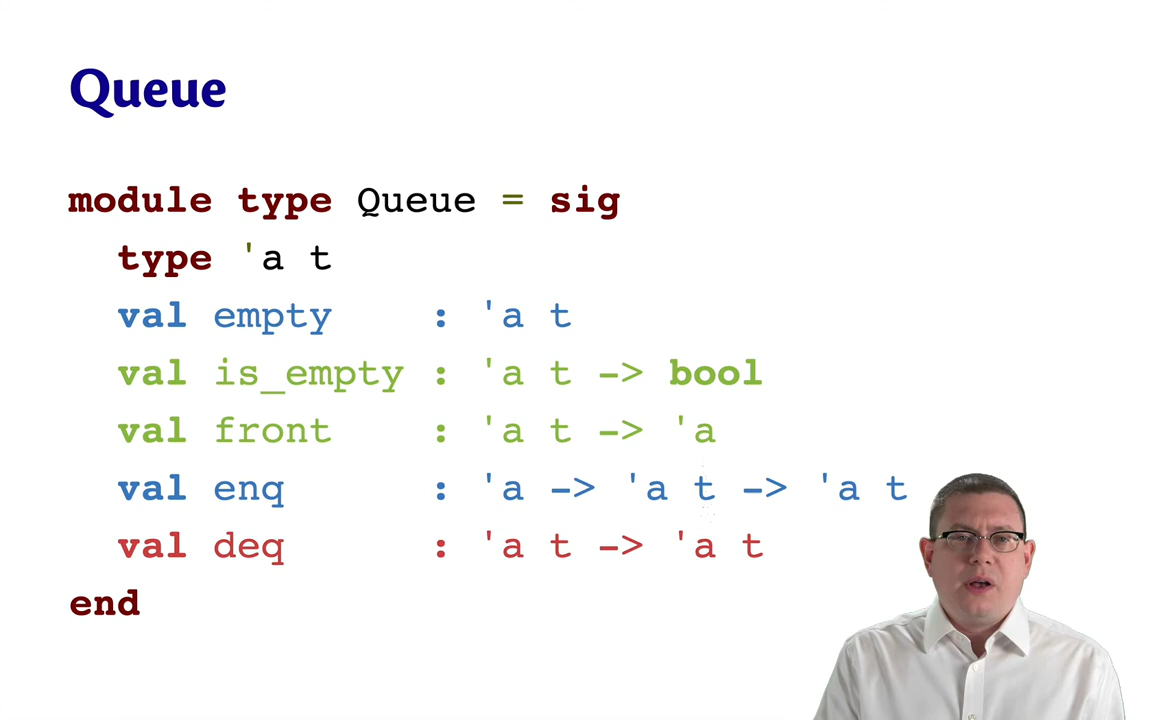 Queue
module type Queue = sig
type 'a t
val empty : 'a t
val is_empty : 'a t -> bool
val front : 'a t -> 'a
val enq : 'a -> 'a t -> 'a t
val deq : 'a t -> 'a t
end